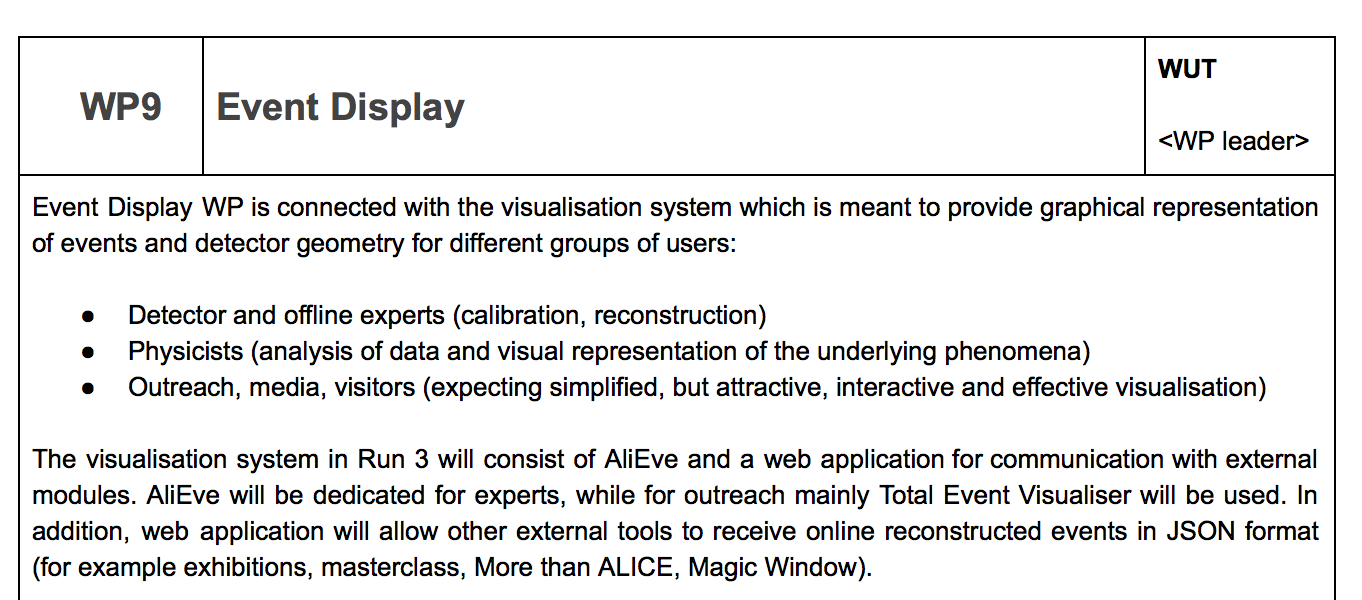 WP9
Event Display
WUT
<WP leader>
Event Display WP is connected with the visualisation system which is meant to provide graphical representation
of events and detector geometry for different groups of users:
● Detector and offline experts (calibration, reconstruction)
● Physicists (analysis of data and visual representation of the underlying phenomena)
● Outreach, media, visitors (expecting simplified, but attractive, interactive and effective visualisation)
The visualisation system in Run 3 will consist of AliEve and a web application for communication with external
modules. AliEve will be dedicated for experts, while for outreach mainly Total Event Visualiser will be used. In
addition, web application will allow other external tools to receive online reconstructed events in JSON format
(for example exhibitions, masterclass, More than ALICE, Magic Window).